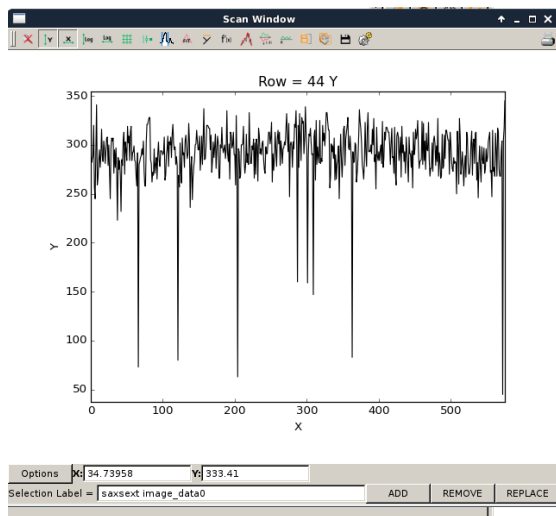 Scan Window
Row = 44 Y
350
300
250
200
150
100
50
Y
0 100 200 300 400 500
X
Options X: 34.73958 Y: 333.41
Selection Label = saxsext image_data0 ADD REMOVE REPLACE